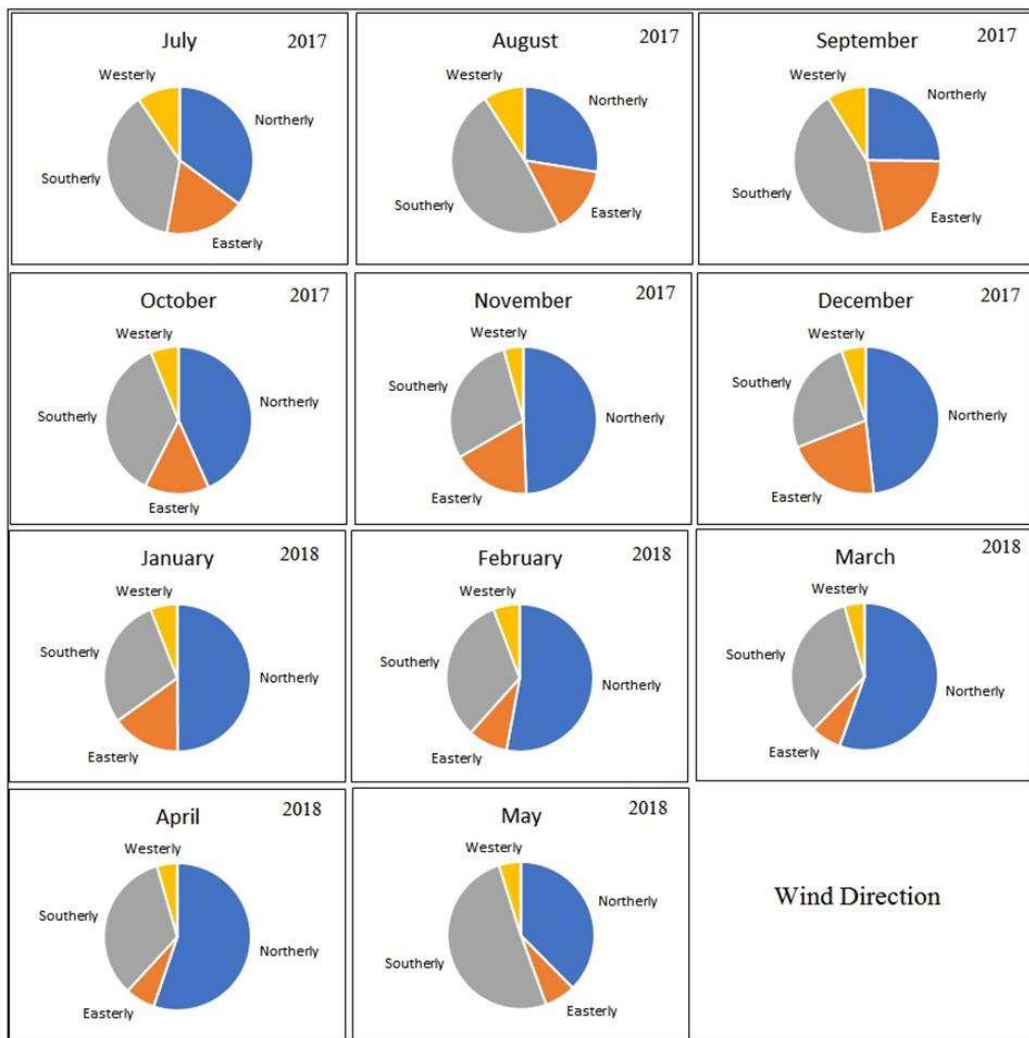 July 2017
Westerly
Northerly
Southerly
Easterly
August 2017
Westerly
Northerly
Southerly
Easterly
September 2017
Westerly
Northerly
Southerly
Easterly
October 2017
Westerly
Northerly
Southerly
Easterly
November 2017
Westerly
Southerly
Northerly
Easterly
December 2017
Westerly
Southerly
Northerly
Easterly
January 2018
Westerly
Southerly
Northerly
Easterly
February 2018
Westerly
Southerly
Northerly
Easterly
March 2018
Westerly
Southerly
Northerly
Easterly
April 2018
Westerly
Southerly
Northerly
Easterly
May 2018
Westerly
Northerly
Southerly
Easterly
Wind Direction